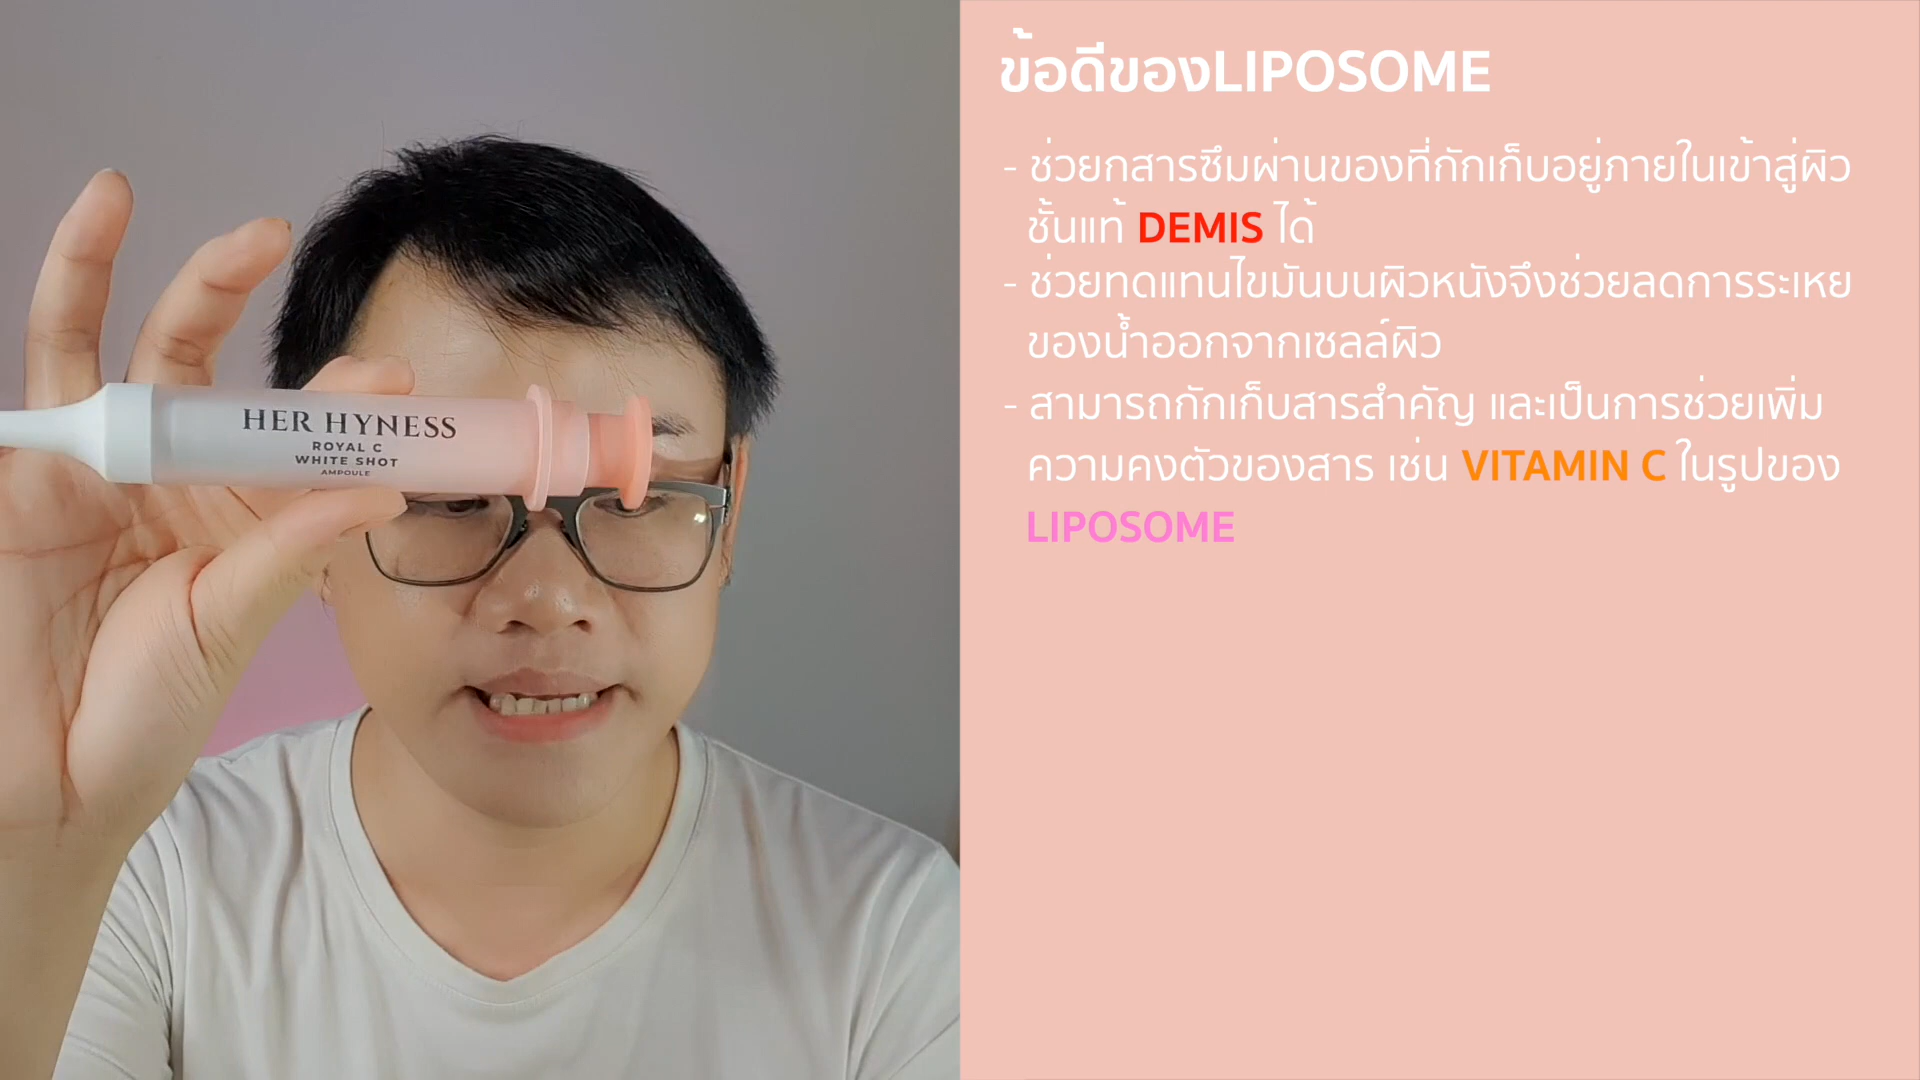 HER HYNESS
ROYAL C
WHITE SHOT
AMPOULE
ข้อดีของLIPOSOME
- ช่วยกสารซึมผ่านของที่กักเก็บอยู่ภายในเข้าสู่ผิว
ชั้นแท้ DEMIS ได้
- ช่วยทดแทนไขมันบนผิวหนังจึงช่วยลดการระเหย
ของน้ำออกจากเซลล์ผิว
- สามารถกักเก็บสารสำคัญ และเป็นการช่วยเพิ่ม
ความคงตัวของสาร เช่น VITAMIN C ในรูปของ
LIPOSOME